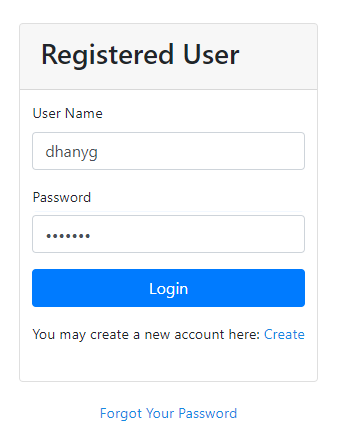 Registered User
User Name
dhanyg
Password
•••••••
Login
You may create a new account here: Create
Forgot Your Password